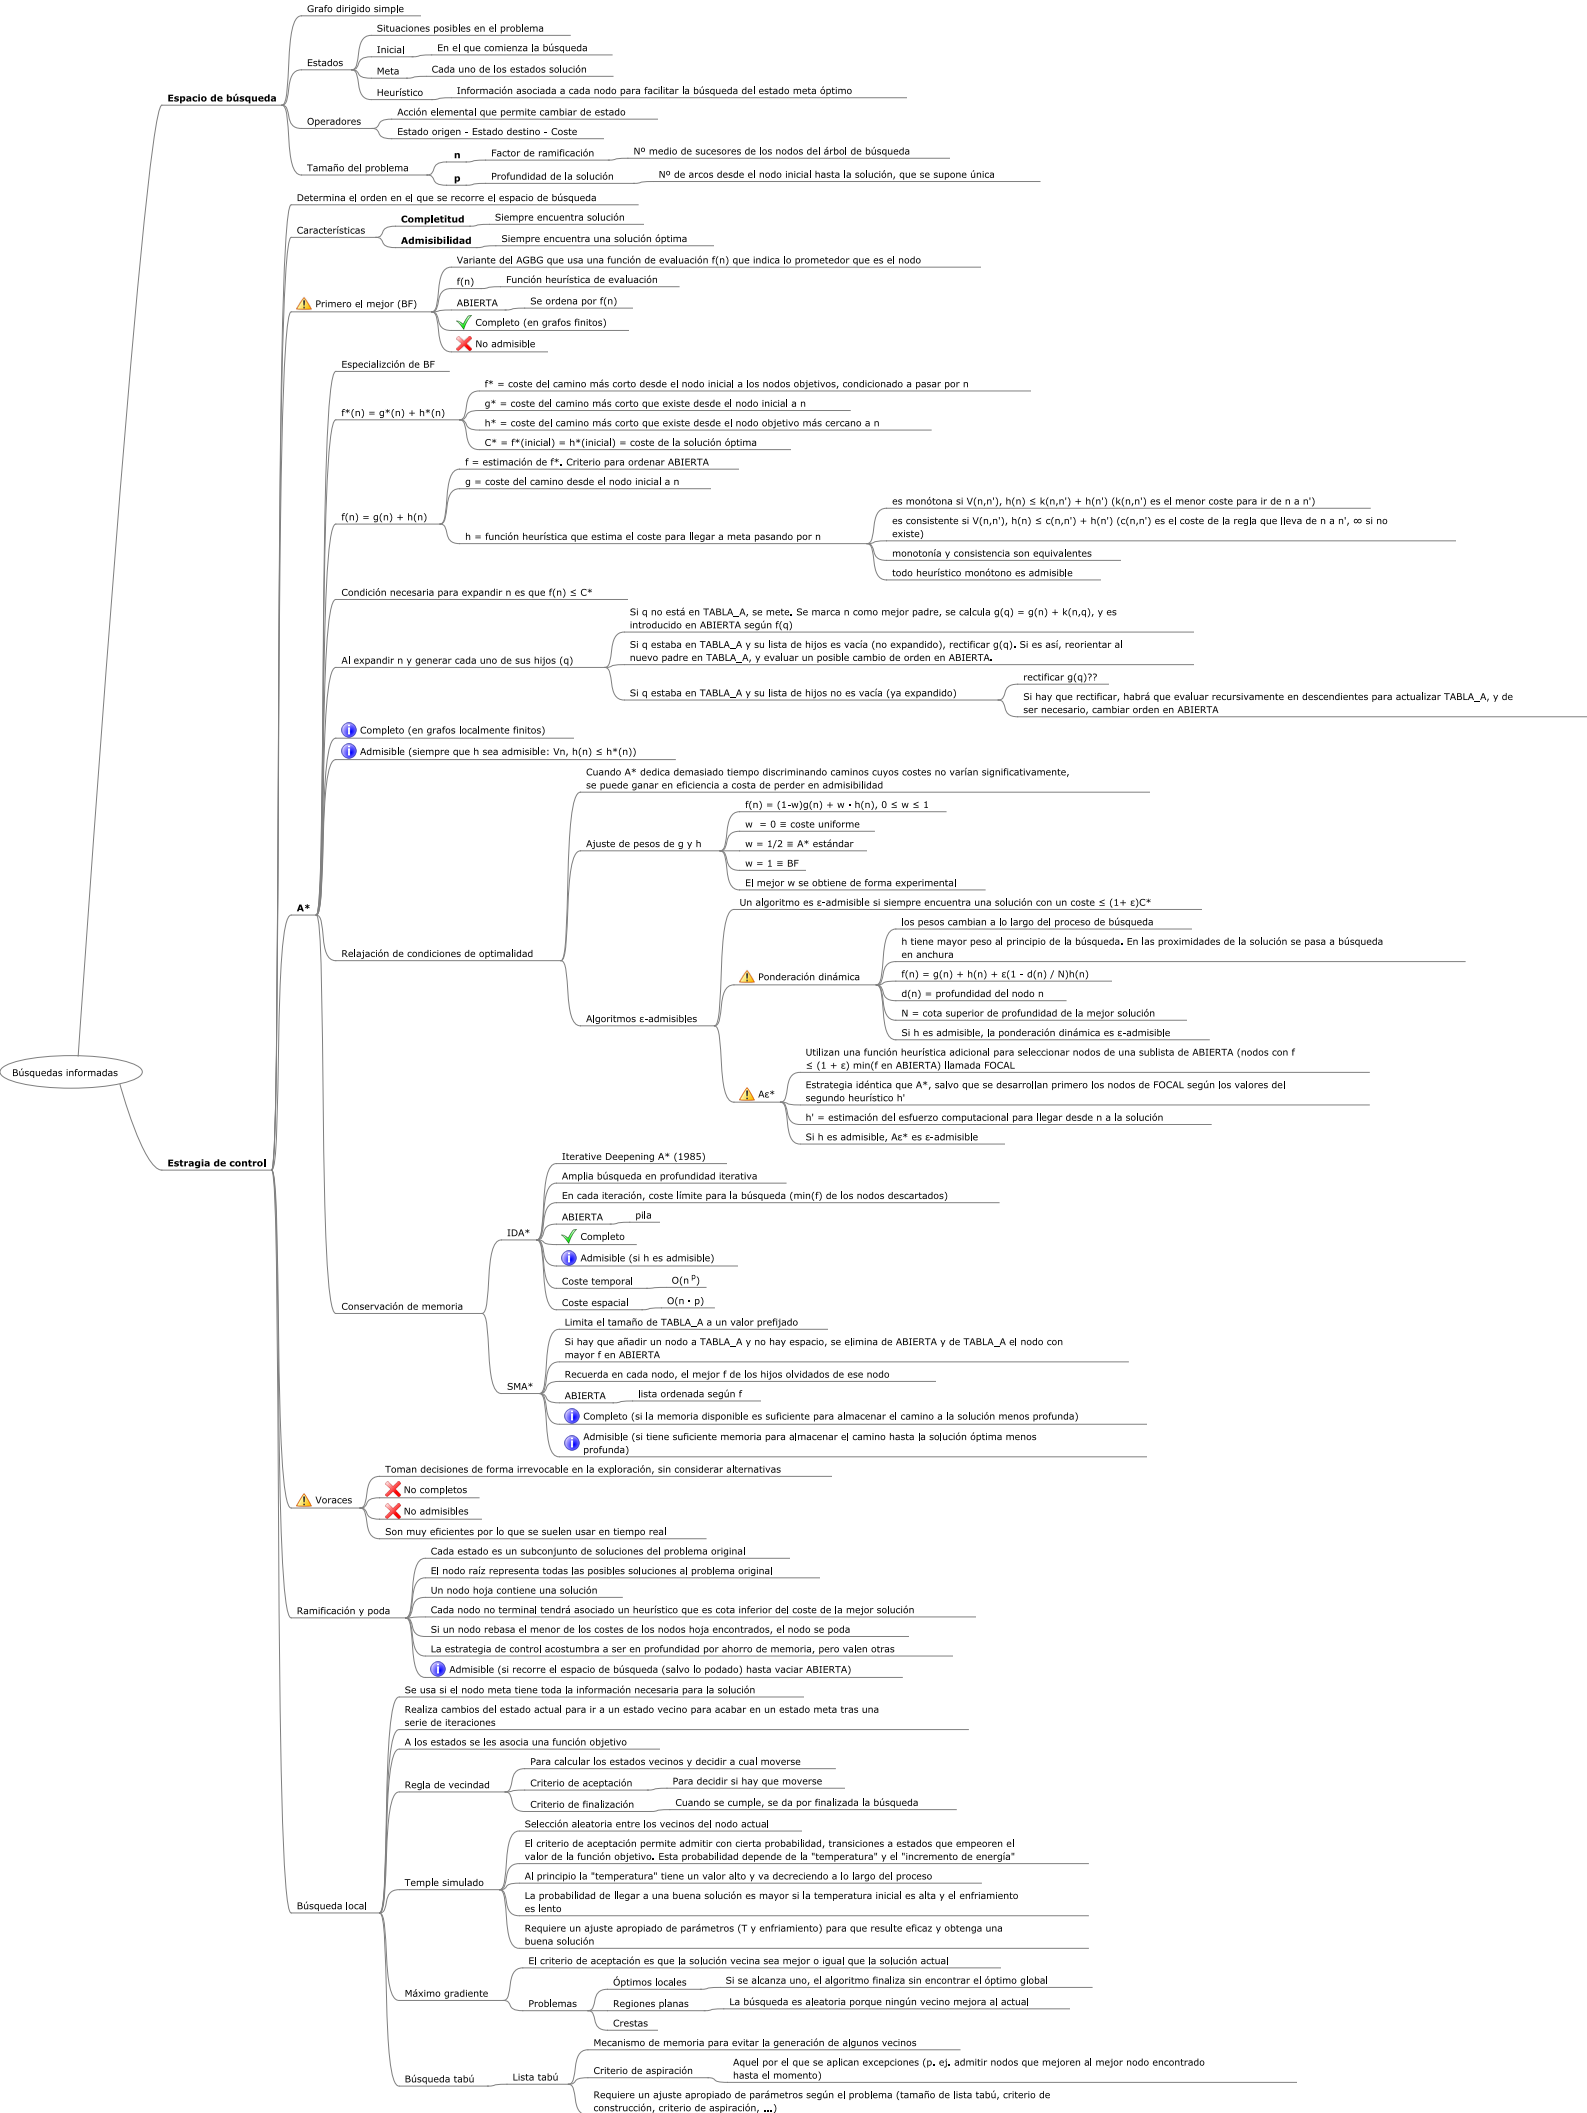 Grafo dirigido simple
Situaciones posibles en el problema
Estados
Inicial
En el que comienza la búsqueda
Meta
Cada uno de los estados solución
Heurístico
Información asociada a cada nodo para facilitar la búsqueda del estado meta óptimo
Espacio de búsqueda
Operadores
Acción elemental que permite cambiar de estado
Estado origen - Estado destino - Coste
Tamaño del problema
n
Factor de ramificación
Nº medio de sucesores de los nodos del árbol de búsqueda
p
Profundidad de la solución
Nº de arcos desde el nodo inicial hasta la solución, que se supone única
Determina el orden en el que se recorre el espacio de búsqueda
Características
Completitud
Siempre encuentra solución
Admisibilidad
Siempre encuentra una solución óptima
Primero el mejor (BF)
Variante del AGBG que usa una función de evaluación f(n) que indica lo prometedor que es el nodo
f(n)
Función heurística de evaluación
ABIERTA
Se ordena por f(n)
Completo (en grafos finitos)
No admisible
Especializción de BF
f*(n) = g*(n) + h*(n)
f* = coste del camino más corto desde el nodo inicial a los nodos objetivos, condicionado a pasar por n
g* = coste del camino más corto que existe desde el nodo inicial a n
h* = coste del camino más corto que existe desde el nodo objetivo más cercano a n
C* = f*(inicial) = h*(inicial) = coste de la solución óptima
f(n) = g(n) + h(n)
f = estimación de f*. Criterio para ordenar ABIERTA
g = coste del camino desde el nodo inicial a n
h = función heurística que estima el coste para llegar a meta pasando por n
es monótona si V(n,n'), h(n) ≤ k(n,n') + h(n') (k(n,n') es el menor coste para ir de n a n')
es consistente si V(n,n'), h(n) ≤ c(n,n') + h(n') (c(n,n') es el coste de la regla que lleva de n a n', ∞ si no
existe)
monotonía y consistencia son equivalentes
todo heurístico monótono es admisible
Condición necesaria para expandir n es que f(n) ≤ C*
Al expandir n y generar cada uno de sus hijos (q)
Si q no está en TABLA_A, se mete. Se marca n como mejor padre, se calcula g(q) = g(n) + k(n,q), y es
introducido en ABIERTA según f(q)
Si q estaba en TABLA_A y su lista de hijos es vacía (no expandido), rectificar g(q). Si es así, reorientar al
nuevo padre en TABLA_A, y evaluar un posible cambio de orden en ABIERTA.
Si q estaba en TABLA_A y su lista de hijos no es vacía (ya expandido)
rectificar g(q)??
Si hay que rectificar, habrá que evaluar recursivamente en descendientes para actualizar TABLA_A, y de
ser necesario, cambiar orden en ABIERTA
Completo (en grafos localmente finitos)
Admisible (siempre que h sea admisible: Vn, h(n) ≤ h*(n))
A*
Relajación de condiciones de optimalidad
Cuando A* dedica demasiado tiempo discriminando caminos cuyos costes no varían significativamente,
se puede ganar en eficiencia a costa de perder en admisibilidad
Ajuste de pesos de g y h
f(n) = (1-w)g(n) + w · h(n), 0 ≤ w ≤ 1
w  = 0 ≡ coste uniforme
w = 1/2 ≡ A* estándar
w = 1 ≡ BF
El mejor w se obtiene de forma experimental
Algoritmos ε-admisibles
Un algoritmo es ε-admisible si siempre encuentra una solución con un coste ≤ (1+ ε)C*
Ponderación dinámica
los pesos cambian a lo largo del proceso de búsqueda
h tiene mayor peso al principio de la búsqueda. En las proximidades de la solución se pasa a búsqueda
en anchura
f(n) = g(n) + h(n) + ε(1 - d(n) / N)h(n)
d(n) = profundidad del nodo n
N = cota superior de profundidad de la mejor solución
Si h es admisible, la ponderación dinámica es ε-admisible
Aε*
Utilizan una función heurística adicional para seleccionar nodos de una sublista de ABIERTA (nodos con f
≤ (1 + ε) min(f en ABIERTA) llamada FOCAL
Estrategia idéntica que A*, salvo que se desarrollan primero los nodos de FOCAL según los valores del
segundo heurístico h'
h' = estimación del esfuerzo computacional para llegar desde n a la solución
Si h es admisible, Aε* es ε-admisible
Búsquedas informadas
Estragia de control
Conservación de memoria
IDA*
Iterative Deepening A* (1985)
Amplia búsqueda en profundidad iterativa
En cada iteración, coste límite para la búsqueda (min(f) de los nodos descartados)
ABIERTA
pila
Completo
Admisible (si h es admisible)
Coste temporal
O(n p)
Coste espacial
O(n · p)
SMA*
Limita el tamaño de TABLA_A a un valor prefijado
Si hay que añadir un nodo a TABLA_A y no hay espacio, se elimina de ABIERTA y de TABLA_A el nodo con
mayor f en ABIERTA
Recuerda en cada nodo, el mejor f de los hijos olvidados de ese nodo
ABIERTA
lista ordenada según f
Completo (si la memoria disponible es suficiente para almacenar el camino a la solución menos profunda)
Admisible (si tiene suficiente memoria para almacenar el camino hasta la solución óptima menos
profunda)
Voraces
Toman decisiones de forma irrevocable en la exploración, sin considerar alternativas
No completos
No admisibles
Son muy eficientes por lo que se suelen usar en tiempo real
Ramificación y poda
Cada estado es un subconjunto de soluciones del problema original
El nodo raíz representa todas las posibles soluciones al problema original
Un nodo hoja contiene una solución
Cada nodo no terminal tendrá asociado un heurístico que es cota inferior del coste de la mejor solución
Si un nodo rebasa el menor de los costes de los nodos hoja encontrados, el nodo se poda
La estrategia de control acostumbra a ser en profundidad por ahorro de memoria, pero valen otras
Admisible (si recorre el espacio de búsqueda (salvo lo podado) hasta vaciar ABIERTA)
Búsqueda local
Se usa si el nodo meta tiene toda la información necesaria para la solución
Realiza cambios del estado actual para ir a un estado vecino para acabar en un estado meta tras una
serie de iteraciones
A los estados se les asocia una función objetivo
Regla de vecindad
Para calcular los estados vecinos y decidir a cual moverse
Criterio de aceptación
Para decidir si hay que moverse
Criterio de finalización
Cuando se cumple, se da por finalizada la búsqueda
Temple simulado
Selección aleatoria entre los vecinos del nodo actual
El criterio de aceptación permite admitir con cierta probabilidad, transiciones a estados que empeoren el
valor de la función objetivo. Esta probabilidad depende de la "temperatura" y el "incremento de energía"
Al principio la "temperatura" tiene un valor alto y va decreciendo a lo largo del proceso
La probabilidad de llegar a una buena solución es mayor si la temperatura inicial es alta y el enfriamiento
es lento
Requiere un ajuste apropiado de parámetros (T y enfriamiento) para que resulte eficaz y obtenga una
buena solución
Máximo gradiente
El criterio de aceptación es que la solución vecina sea mejor o igual que la solución actual
Problemas
Óptimos locales
Si se alcanza uno, el algoritmo finaliza sin encontrar el óptimo global
Regiones planas
La búsqueda es aleatoria porque ningún vecino mejora al actual
Crestas
Búsqueda tabú
Lista tabú
Mecanismo de memoria para evitar la generación de algunos vecinos
Criterio de aspiración
Aquel por el que se aplican excepciones (p. ej. admitir nodos que mejoren al mejor nodo encontrado
hasta el momento)
Requiere un ajuste apropiado de parámetros según el problema (tamaño de lista tabú, criterio de
construcción, criterio de aspiración, ...)